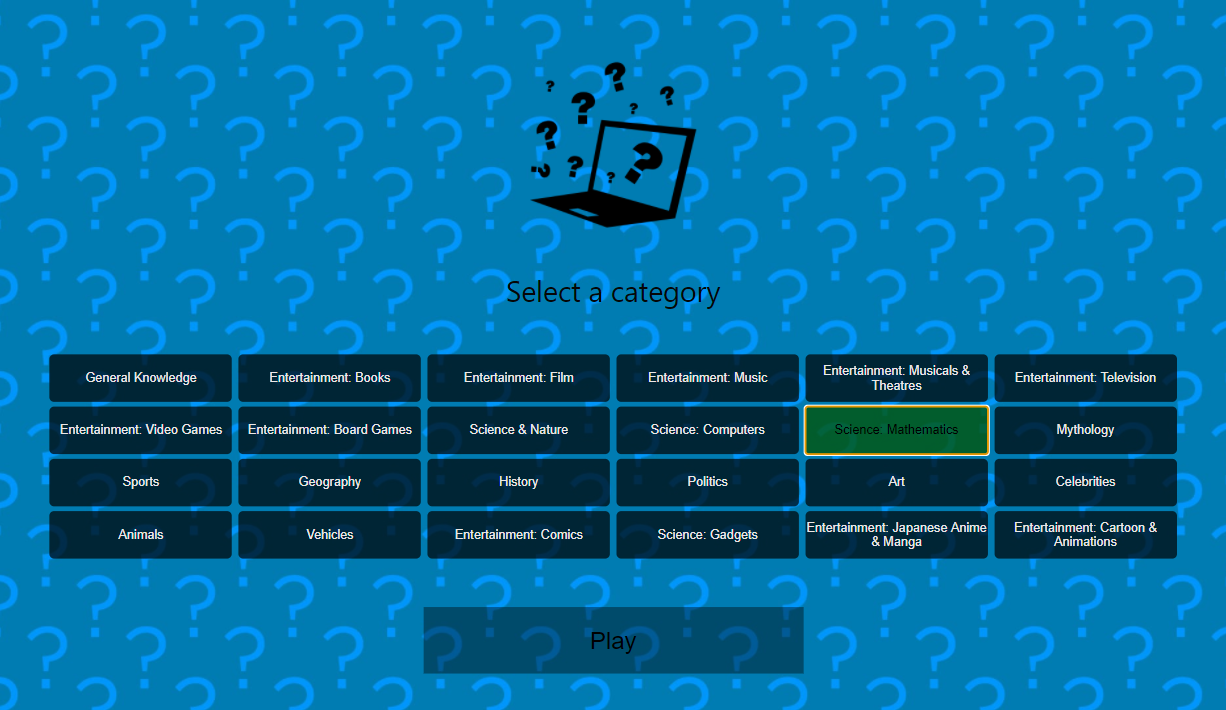 Select a category
General Knowledge
Entertainment: Books
Entertainment: Film
Entertainment: Music
Entertainment: Musicals &
Theatres
Entertainment: Television
Entertainment: Video Games
Entertainment: Board Games
Science & Nature
Science: Computers
Science: Mathematics
Mythology
Sports
Geography
History
Politics
Art
Celebrities
Animals
Vehicles
Entertainment: Comics
Science: Gadgets
Entertainment: Japanese Anime
& Manga
Entertainment: Cartoon &
Animations
Play